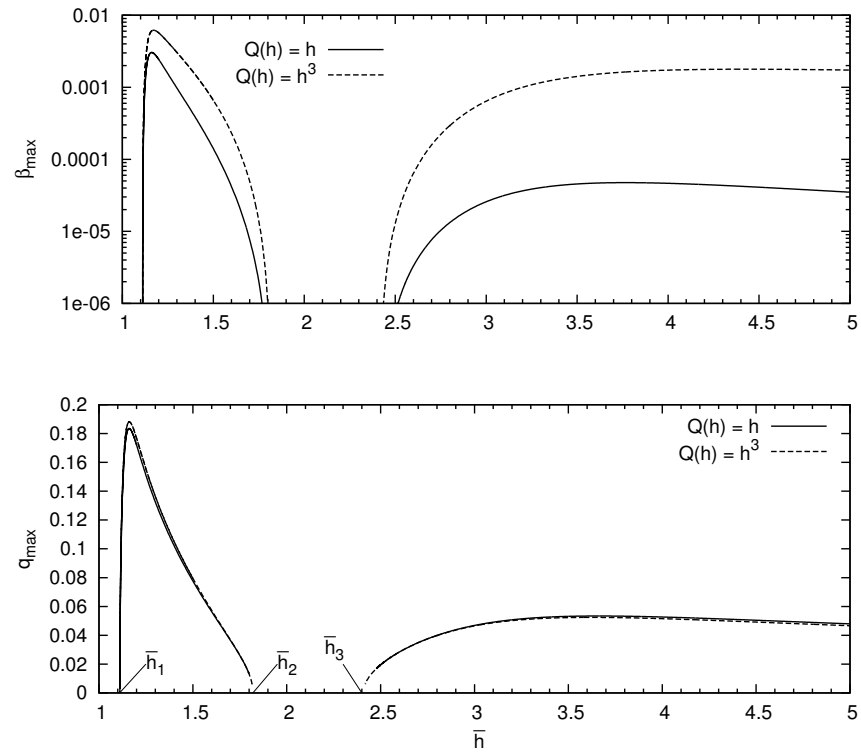 0.01
0.001
0.0001
1e-05
1e-06
β_max
Q(h) = h
Q(h) = h^3
1 1.5 2 2.5 3 3.5 4 4.5 5
0.2
0.18
0.16
0.14
0.12
0.1
0.08
0.06
0.04
0.02
0
q_max
Q(h) = h
Q(h) = h^3
h̄_1 h̄_2 h̄_3
1 1.5 2 2.5 3 3.5 4 4.5 5
h̄